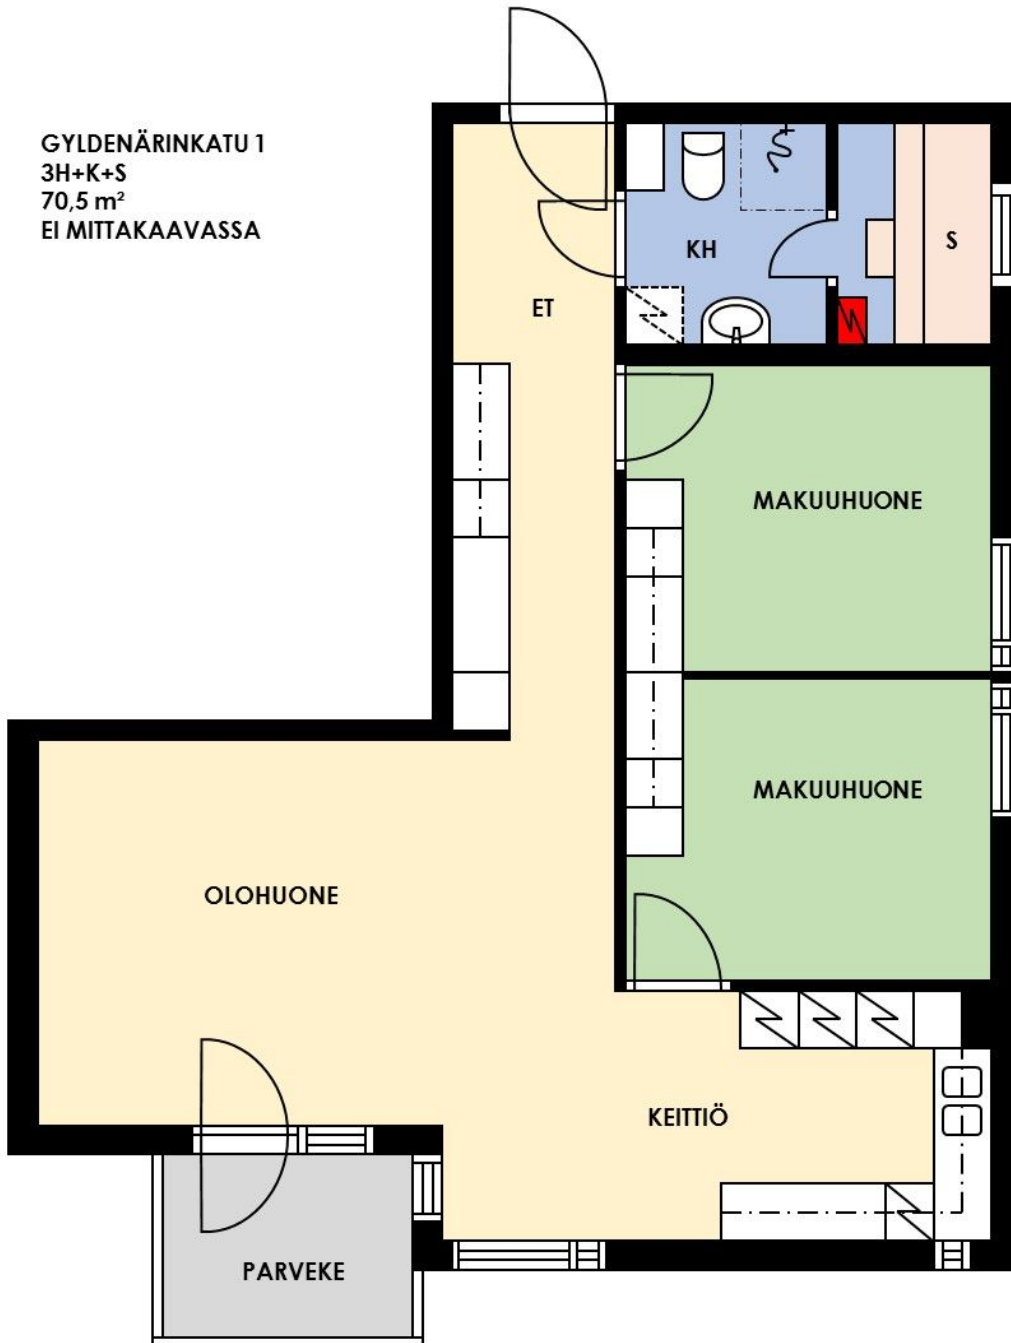 GYLDENÄRINKATU 1
3H+K+S
70,5 m²
EI MITTAKAAVASSA
KH
S
ET
MAKUUHUONE
MAKUUHUONE
OLOHUONE
KEITTIÖ
PARVEKE